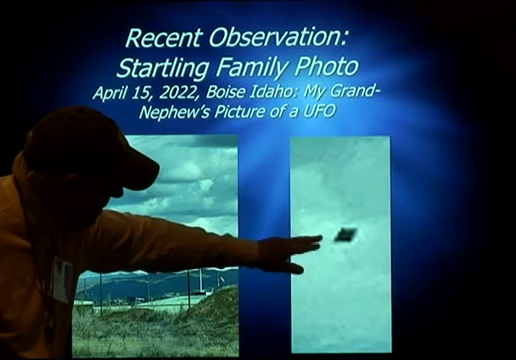 Recent Observation:
Startling Family Photo
April 15, 2022, Boise Idaho: My Grand-
Nephew's Picture of a UFO